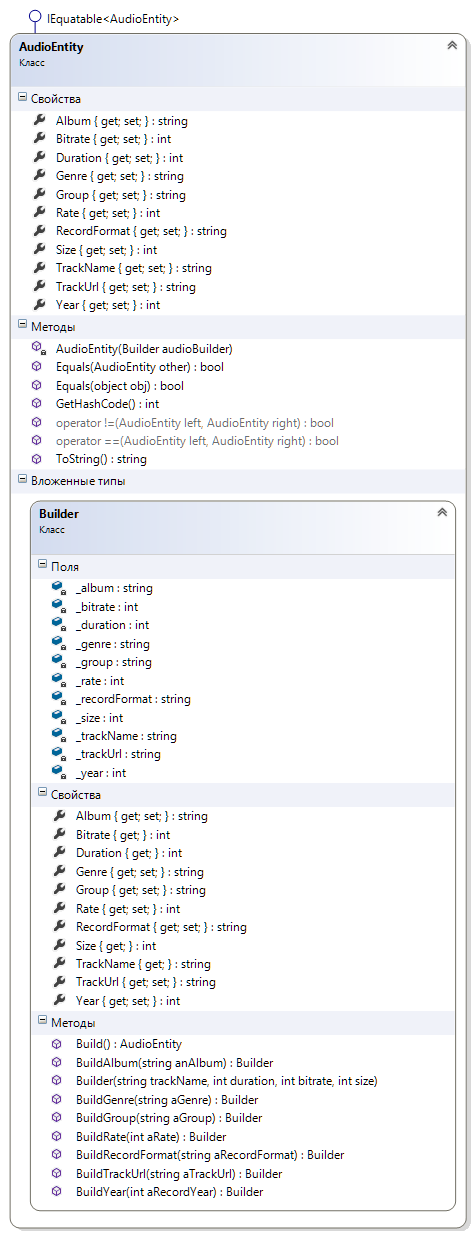 IEquatable<AudioEntity>
AudioEntity
Класс
Свойства
Album { get; set; } : string
Bitrate { get; set; } : int
Duration { get; set; } : int
Genre { get; set; } : string
Group { get; set; } : string
Rate { get; set; } : int
RecordFormat { get; set; } : string
Size { get; set; } : int
TrackName { get; set; } : string
TrackUrl { get; set; } : string
Year { get; set; } : int
Методы
AudioEntity(Builder audioBuilder)
Equals(AudioEntity other) : bool
Equals(object obj) : bool
GetHashCode() : int
operator !=(AudioEntity left, AudioEntity right) : bool
operator ==(AudioEntity left, AudioEntity right) : bool
ToString() : string
Вложенные типы
Builder
Класс
Поля
_album : string
_bitrate : int
_duration : int
_genre : string
_group : string
_rate : int
_recordFormat : string
_size : int
_trackName : string
_trackUrl : string
_year : int
Свойства
Album { get; set; } : string
Bitrate { get; } : int
Duration { get; } : int
Genre { get; set; } : string
Group { get; set; } : string
Rate { get; set; } : int
RecordFormat { get; set; } : string
Size { get; } : int
TrackName { get; } : string
TrackUrl { get; set; } : string
Year { get; set; } : int
Методы
Build() : AudioEntity
BuildAlbum(string anAlbum) : Builder
Builder(string trackName, int duration, int bitrate, int size)
BuildGenre(string aGenre) : Builder
BuildGroup(string aGroup) : Builder
BuildRate(int aRate) : Builder
BuildRecordFormat(string aRecordFormat) : Builder
BuildTrackUrl(string aTrackUrl) : Builder
BuildYear(int aRecordYear) : Builder